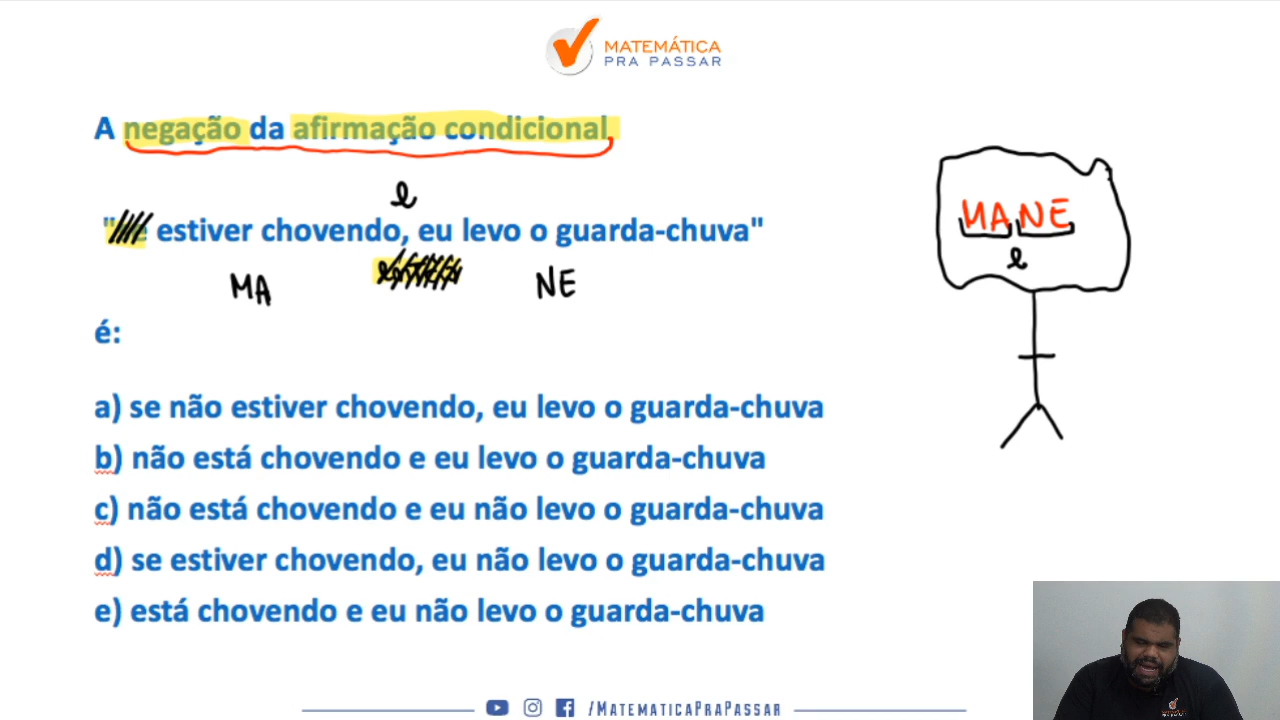 MATEMÁTICA
PRA PASSAR
A negação da afirmação condicional,
e
" estiver chovendo, eu levo o guarda-chuva"
MA NE
é:
a) se não estiver chovendo, eu levo o guarda-chuva
b) não está chovendo e eu levo o guarda-chuva
c) não está chovendo e eu não levo o guarda-chuva
d) se estiver chovendo, eu não levo o guarda-chuva
e) está chovendo e eu não levo o guarda-chuva
MANE
e
/MATEMATICAPRAPASSAR